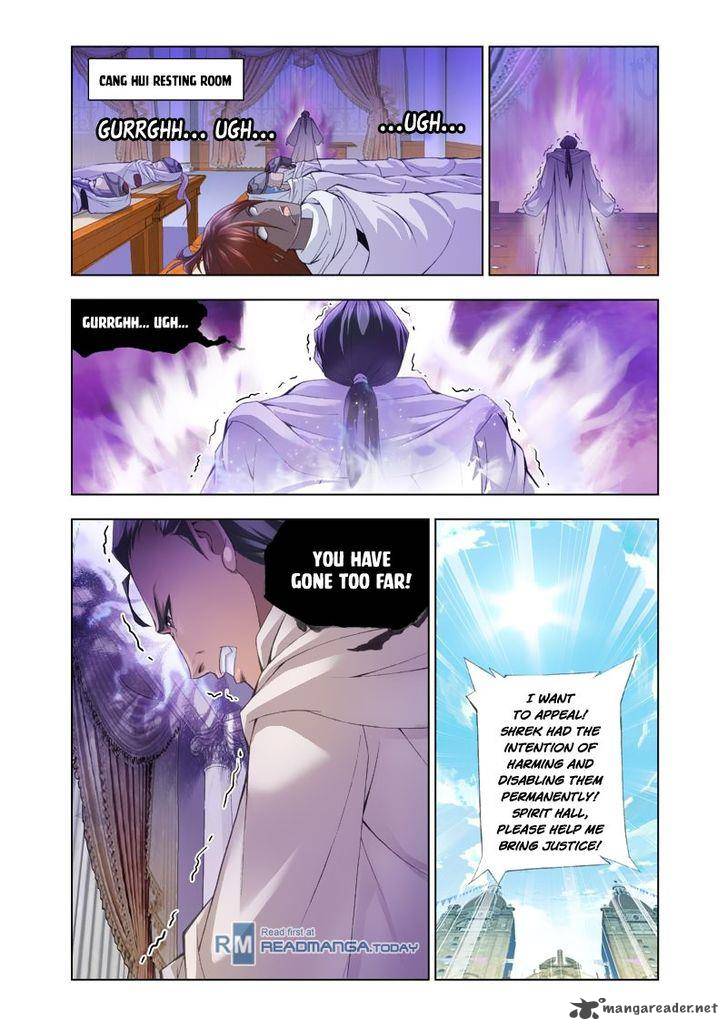 CANG HUI RESTING ROOM
GURRGHH... UGH... ...UGH...
GURRGHH... UGH...
YOU HAVE
GONE TOO FAR!
I WANT
TO APPEAL!
SHREK HAD THE
INTENTION OF
HARMING AND
DISABLING THEM
PERMANENTLY!
SPIRIT HALL,
PLEASE HELP ME
BRING JUSTICE!
RM
Read first at
READMANGA.TODAY
mangareader.net